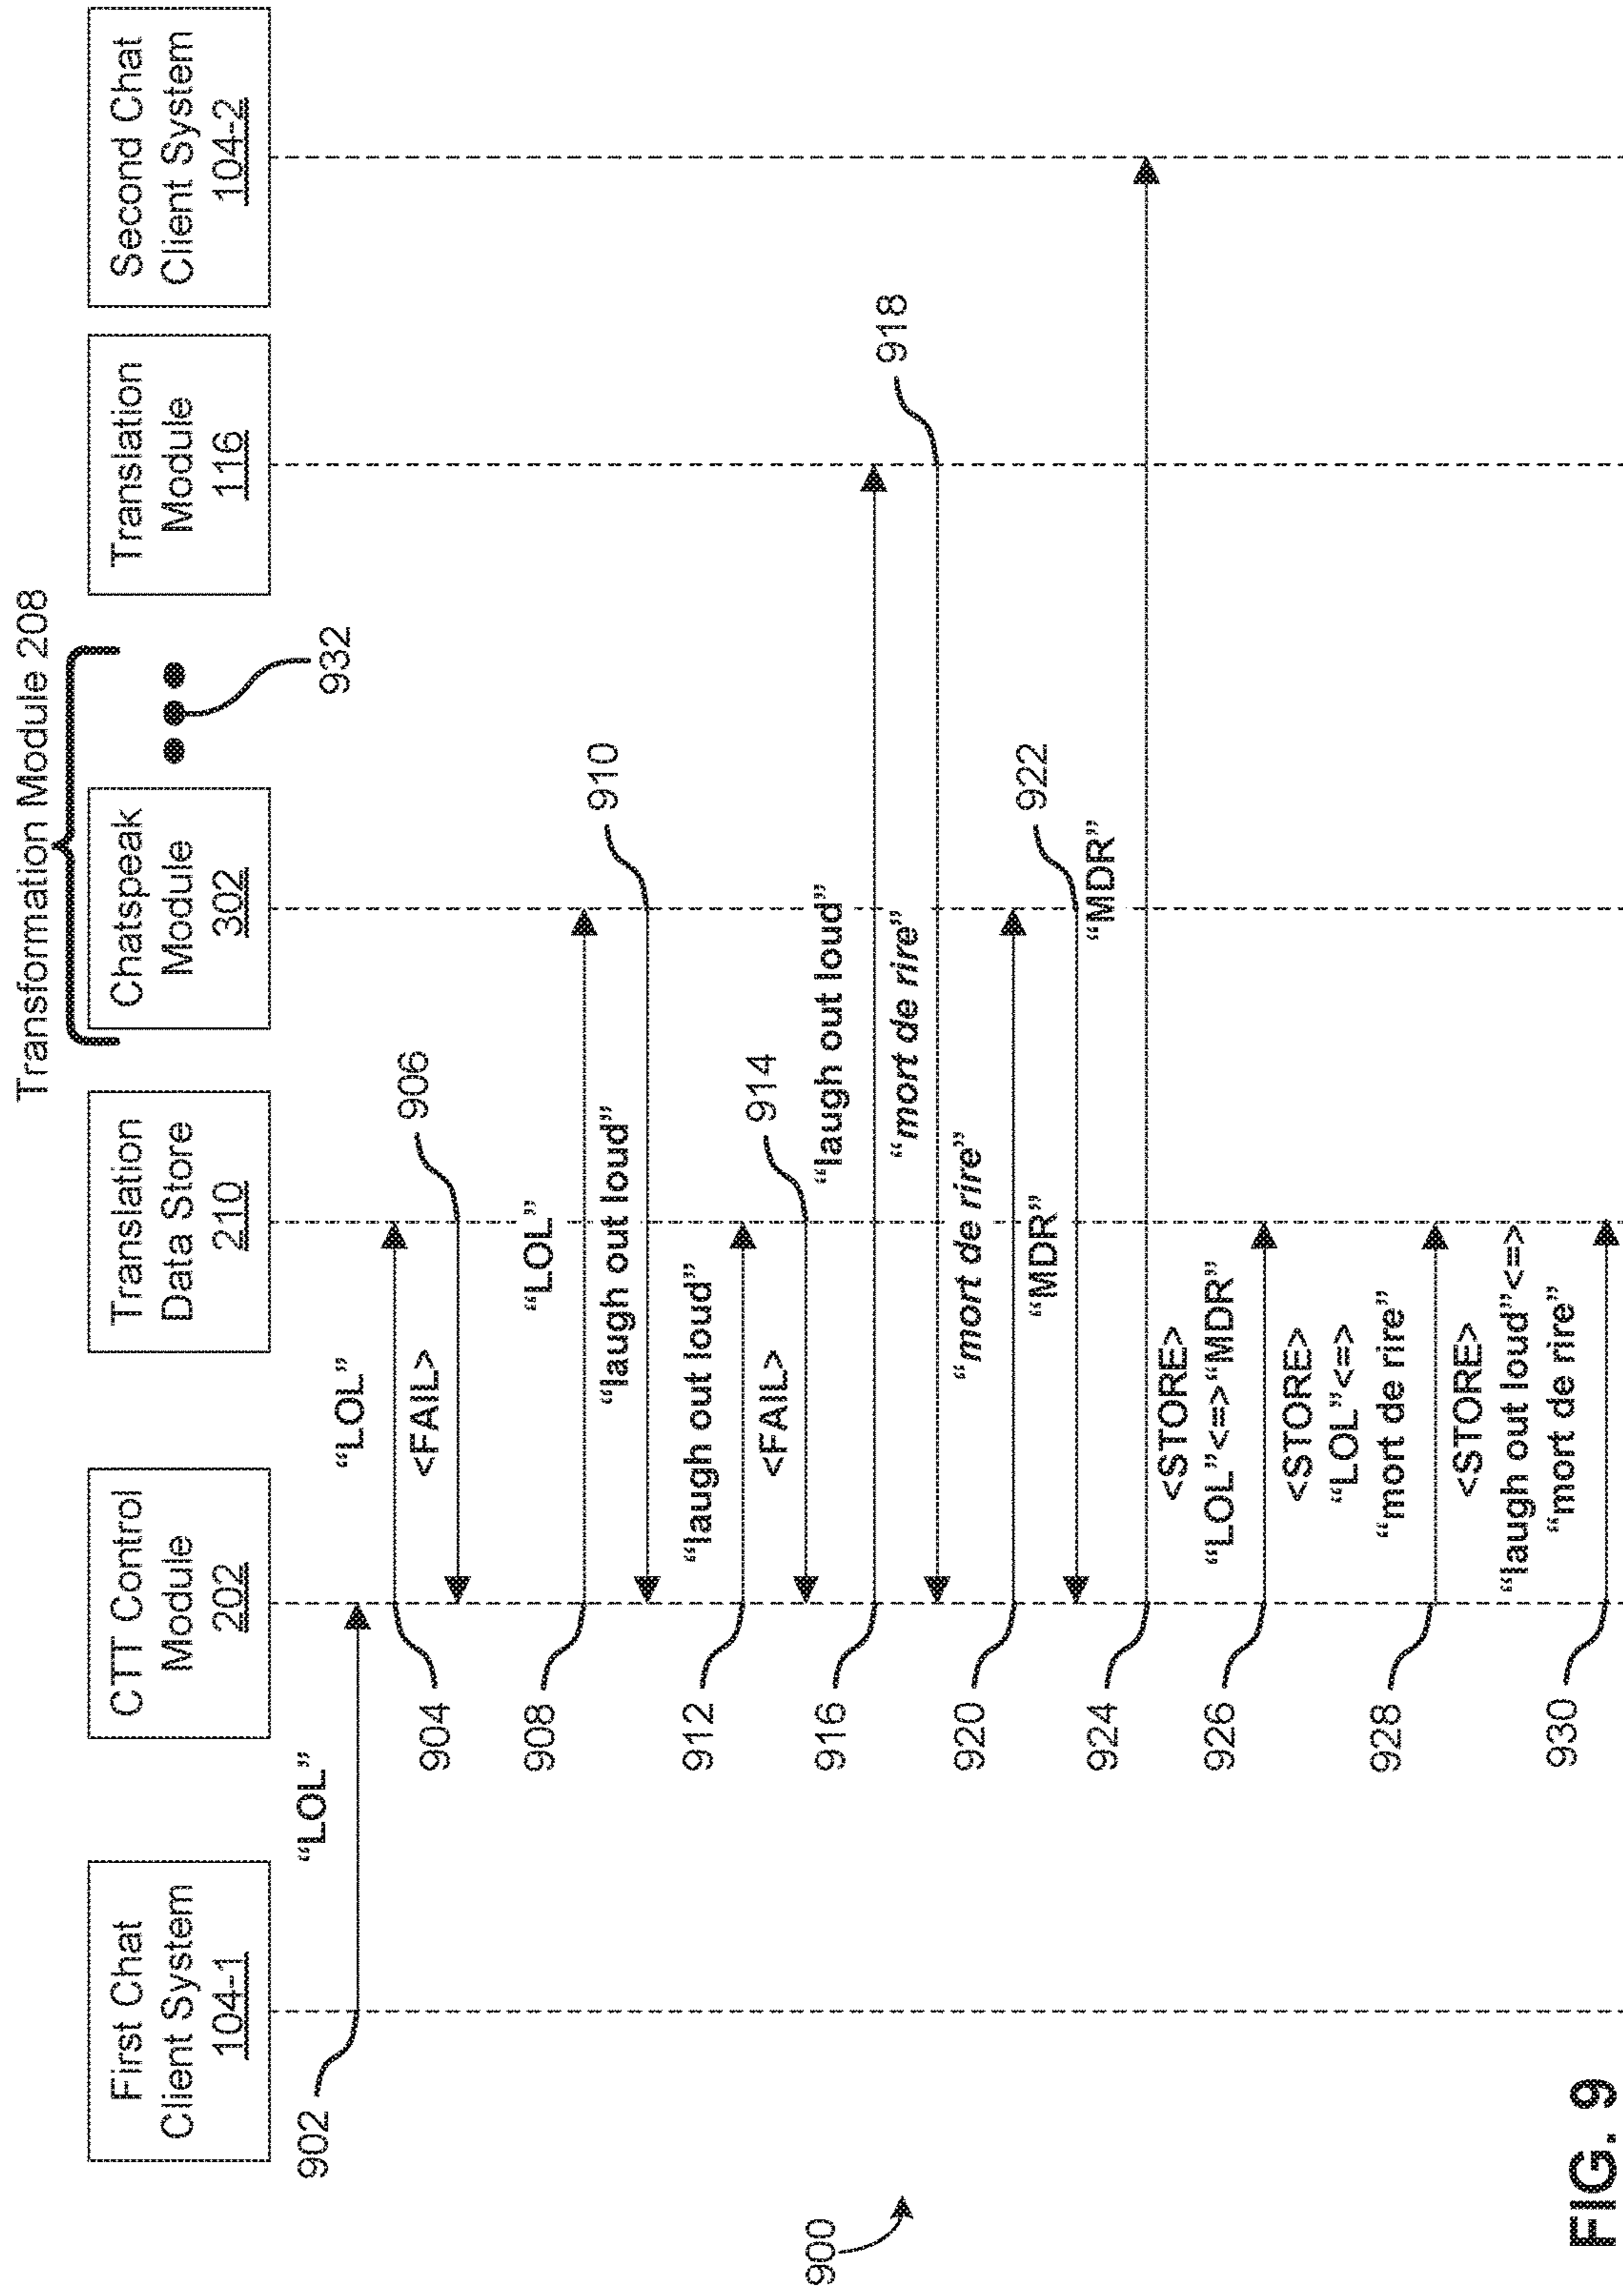 Transformation Module 208
First Chat
Client System
104-1
CTT Control
Module
202
Translation
Data Store
210
Chatspeak
Module
302
Translation
Module
116
Second Chat
Client System
104-2
932
902
“LOL”
“LOL”
904
<FAIL>
906
“LOL”
908
“laugh out loud”
910
“laugh out loud”
912
<FAIL>
914
“laugh out loud”
916
“mort de rire”
918
“mort de rire”
920
“MDR”
922
“MDR”
924
<STORE>
“LOL”<=>“MDR”
926
<STORE>
“LOL”<=>
“mort de rire”
928
<STORE>
“laugh out loud”<=>
“mort de rire”
930
900
FIG. 9